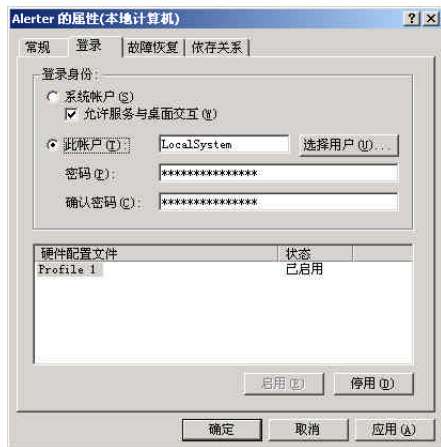 Alerter 的属性(本地计算机)
常规 登录 故障恢复 依存关系
登录身份:
系统帐户(S)
允许服务与桌面交互(W)
此帐户(T): LocalSystem 选择用户(U)...
密码(P): ***************
确认密码(C): ***************
硬件配置文件 状态
Profile 1 已启用
启用(E) 停用(D)
确定 取消 应用(A)